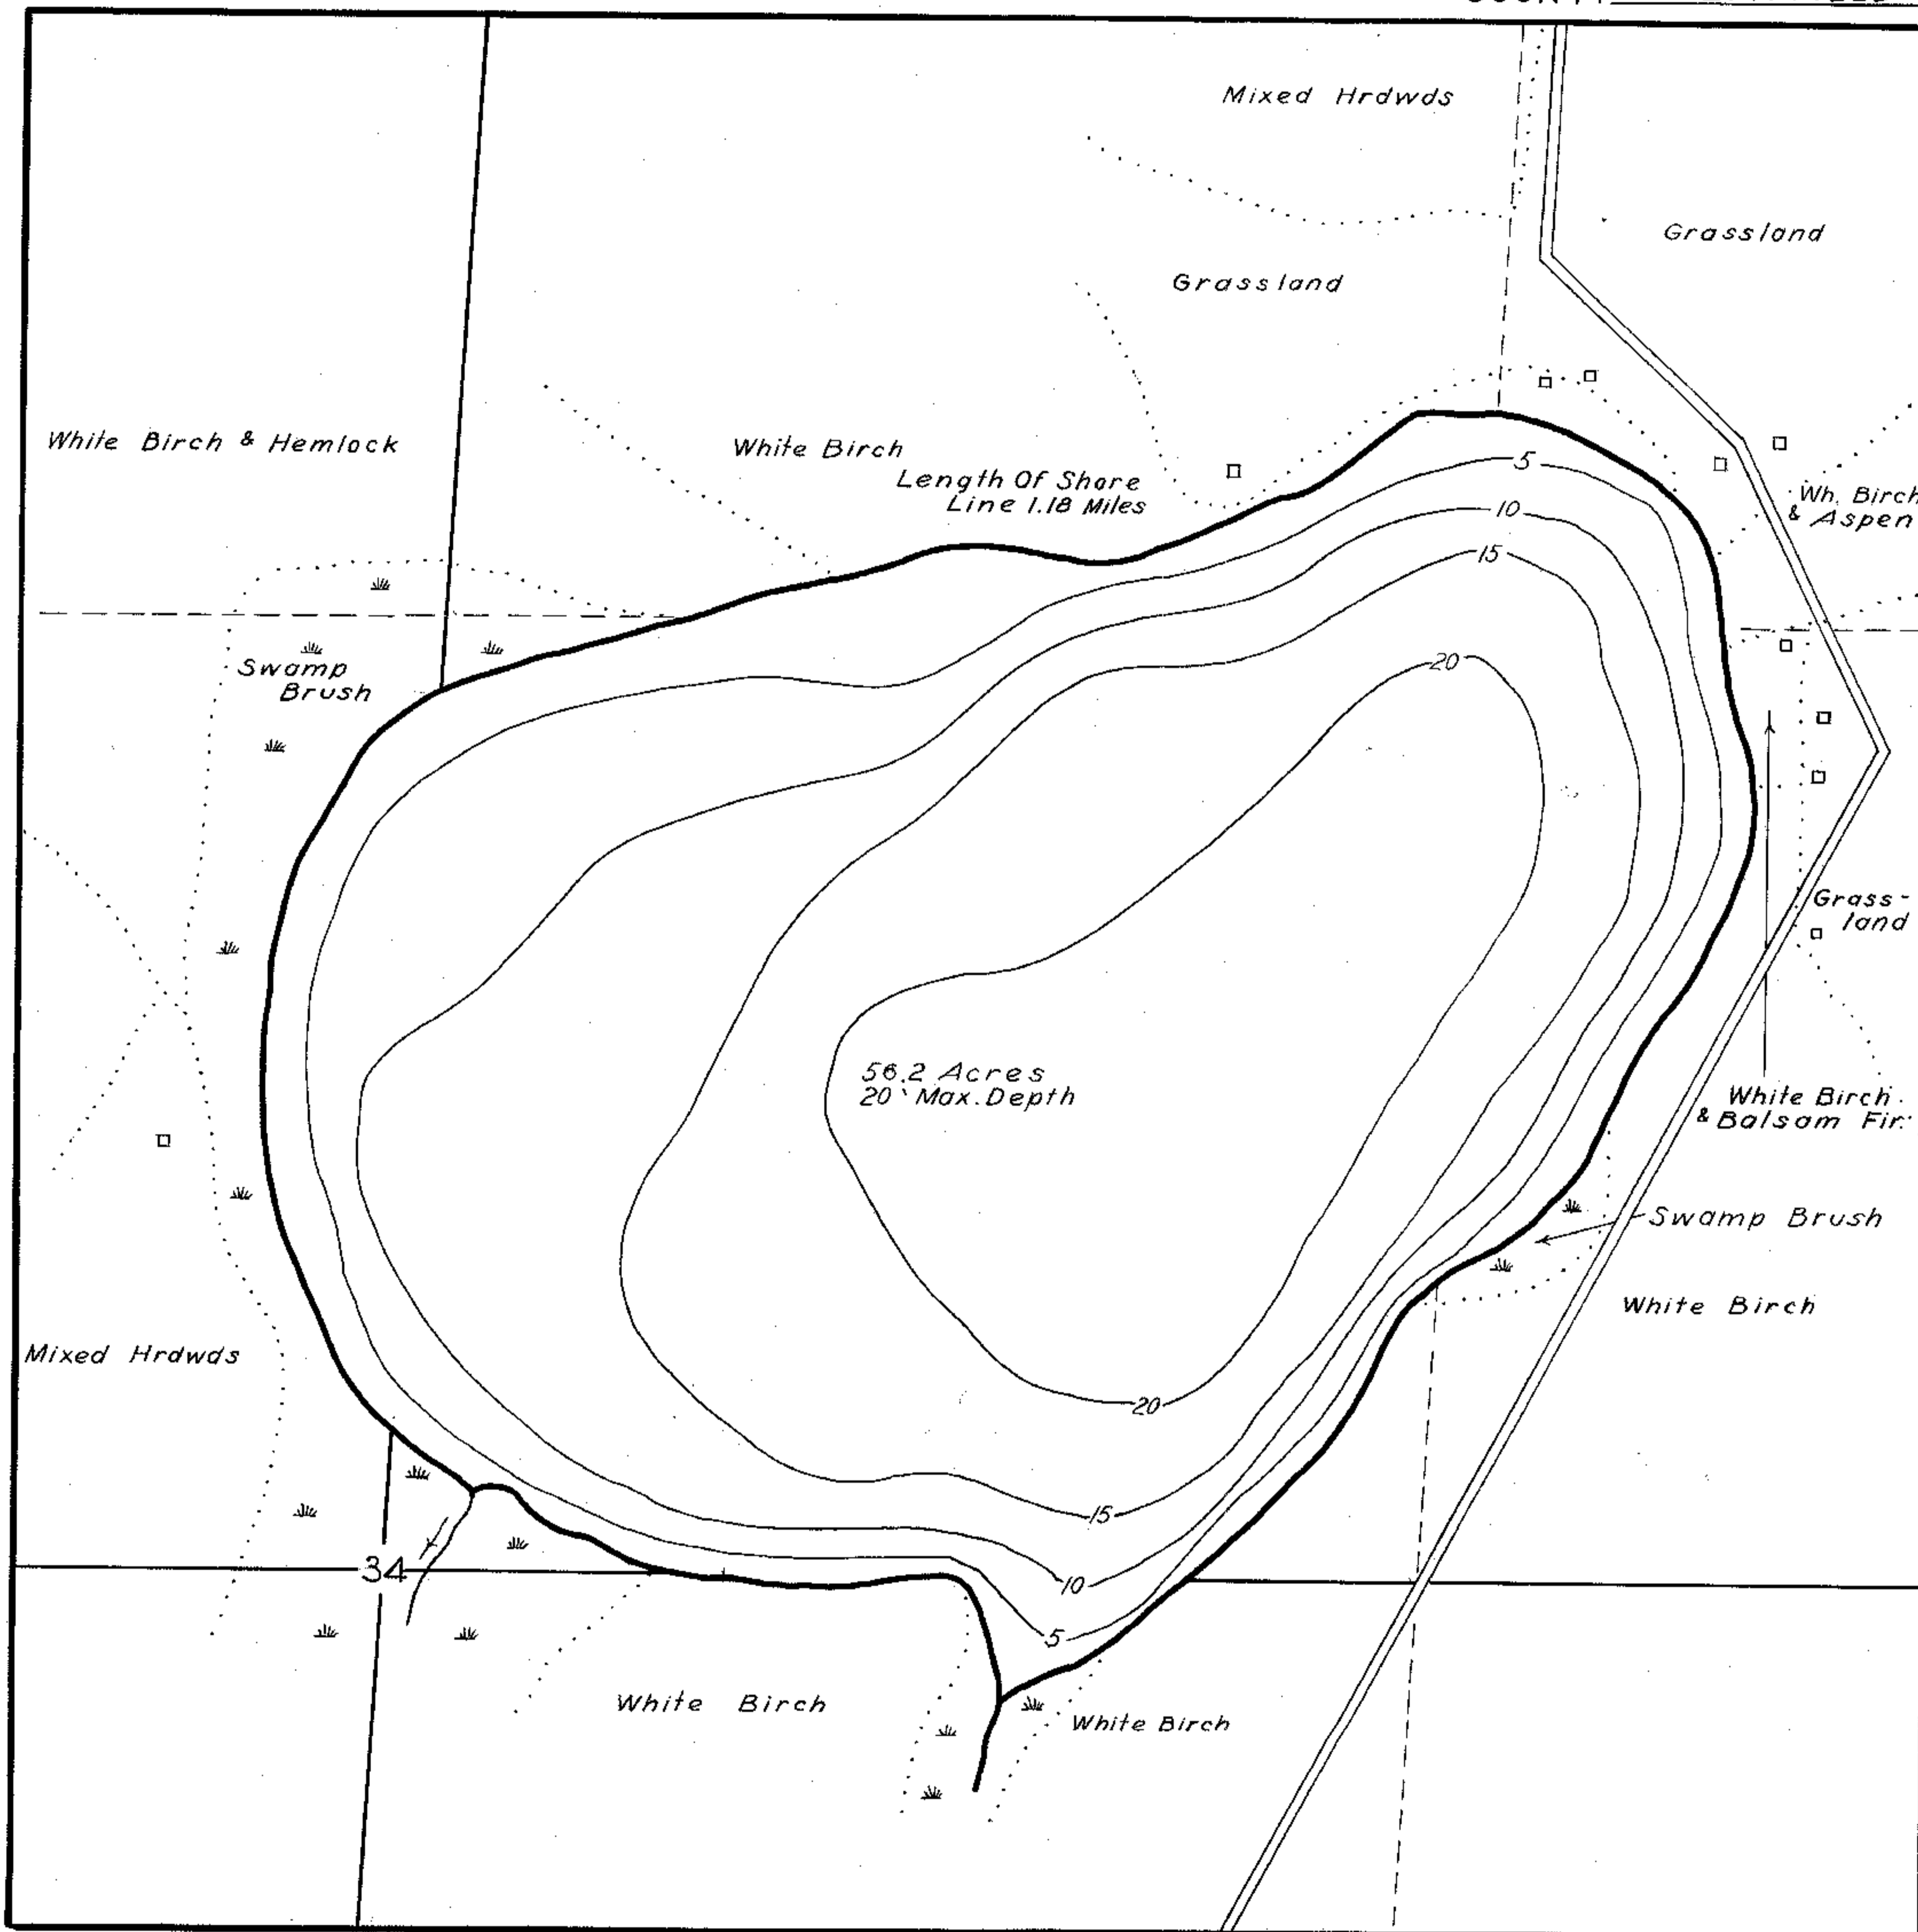 Mixed Hrdwds
Grassland
Grassland
White Birch & Hemlock
White Birch
Length Of Shore
Line 1.18 Miles
5
10
15
Wh. Birch
& Aspen
20
Swamp
Brush
Grass-
land
56.2 Acres
20' Max. Depth
White Birch
& Balsam Fir
Swamp Brush
White Birch
Mixed Hrdwds
20
15
34
10
5
White Birch
White Birch